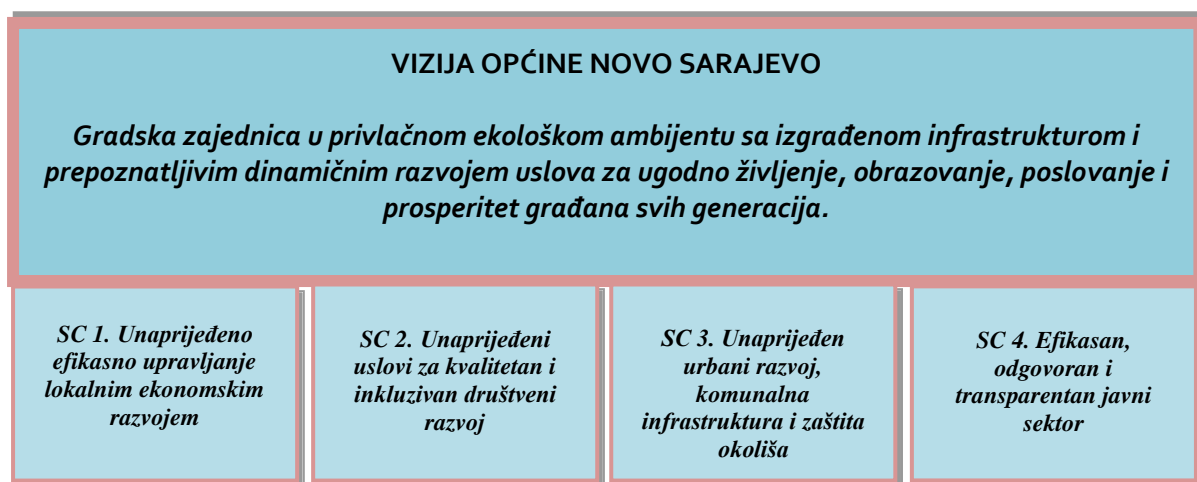 VIZIJA OPĆINE NOVO SARAJEVO
Gradska zajednica u privlačnom ekološkom ambijentu sa izgrađenom infrastrukturom i
prepoznatljivim dinamičnim razvojem uslova za ugodno življenje, obrazovanje, poslovanje i
prosperitet građana svih generacija.
SC 1. Unaprijeđeno
efikasno upravljanje
lokalnim ekonomskim
razvojem
SC 2. Unaprijeđeni
uslovi za kvalitetan i
inkluzivan društveni
razvoj
SC 3. Unaprijeđen
urbani razvoj,
komunalna
infrastruktura i zaštita
okoliša
SC 4. Efikasan,
odgovoran i
transparentan javni
sektor